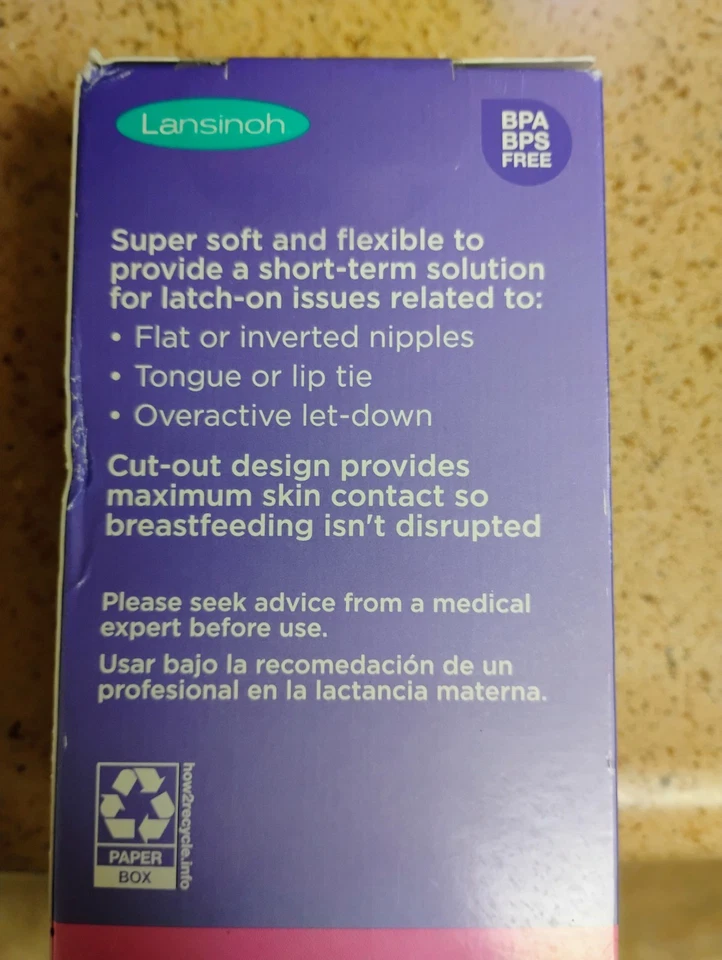 Lansinoh
BPA
BPS
FREE
Super soft and flexible to
provide a short-term solution
for latch-on issues related to:
• Flat or inverted nipples
• Tongue or lip tie
• Overactive let-down
Cut-out design provides
maximum skin contact so
breastfeeding isn't disrupted
Please seek advice from a medical
expert before use.
Usar bajo la recomedación de un
profesional en la lactancia materna.
how2recycle.info
PAPER
BOX